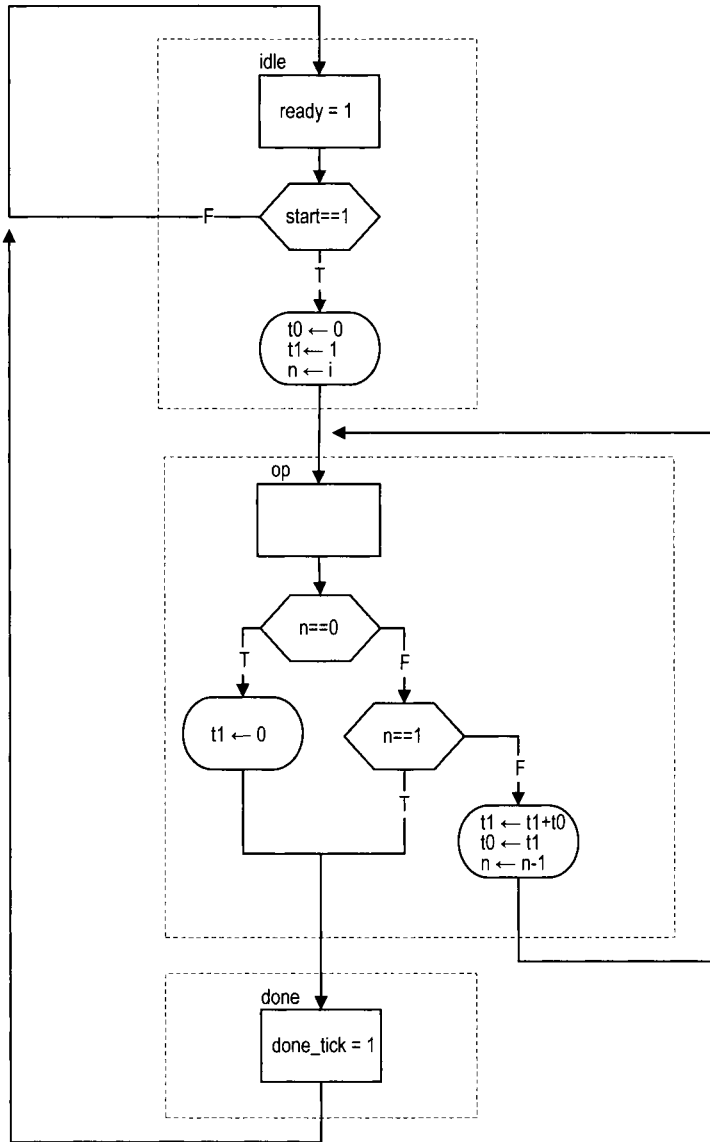 idle
ready = 1
start==1
F
T
t0 ← 0
t1← 1
n ← i
op
n==0
T
F
t1 ← 0
n==1
F
T
t1 ← t1+t0
t0 ← t1
n ← n-1
done
done_tick = 1